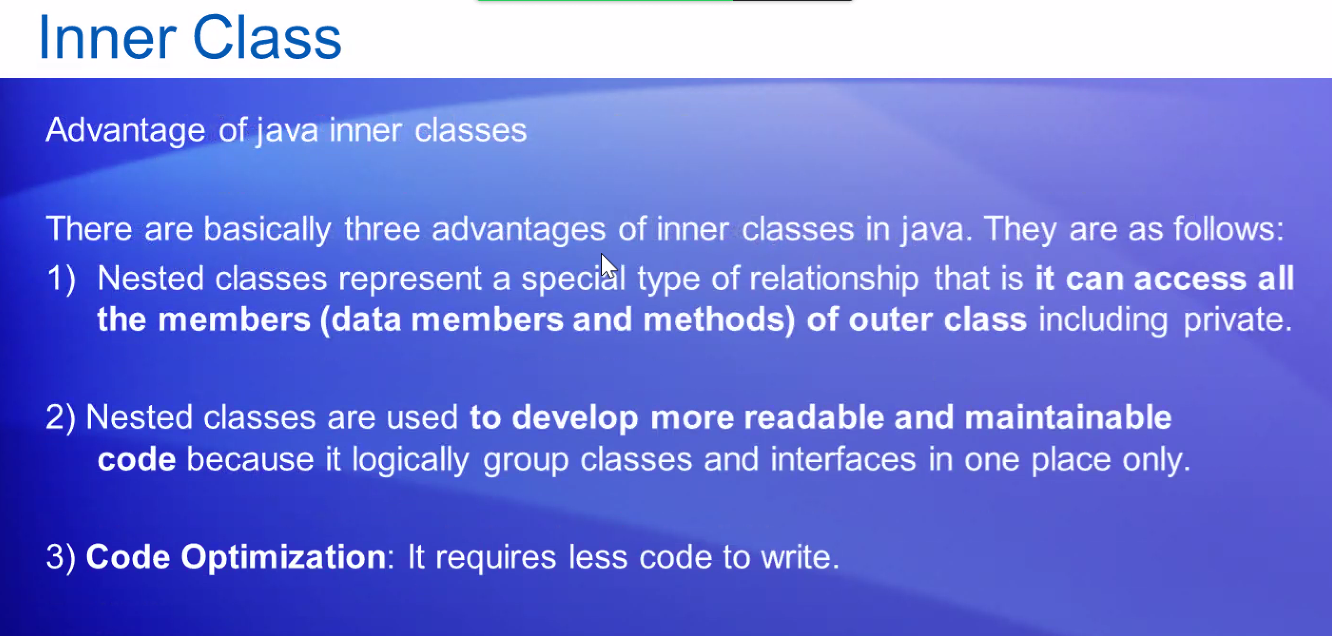 Inner Class
Advantage of java inner classes
There are basically three advantages of inner classes in java. They are as follows:
1) Nested classes represent a special type of relationship that is it can access all
the members (data members and methods) of outer class including private.
2) Nested classes are used to develop more readable and maintainable
code because it logically group classes and interfaces in one place only.
3) Code Optimization: It requires less code to write.